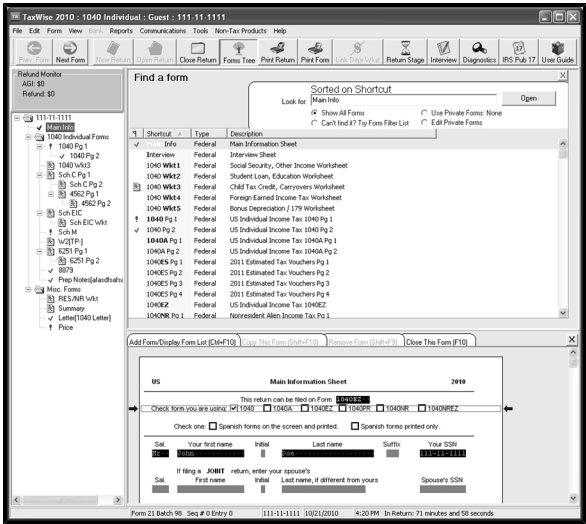 TaxWise 2010 : 1040 Individual : Guest : 111-11-1111
File Edit Form View Bank Reports Communications Tools Non-Tax Products Help
Prev. Form Next Form New Return Open Return Close Return Forms Tree Print Return Print Form Link Dep Wkst Return Stage Interview Diagnostics IRS Pub 17 User Guide
Refund Monitor
AGI: $0
Refund: $0
111-11-1111
Main Info
1040 Individual Forms
1040 Pg 1
1040 Pg 2
1040 Wkt3
Sch C Pg 1
Sch C Pg 2
4562 Pg 1
4562 Pg 2
Sch EIC
Sch EIC Wkt
Sch M
W2[TP-]
6251 Pg 1
6251 Pg 2
8879
Misc. Forms
RES/NR Wkt
Summary
Letter[1040 Letter]
Price
Find a form
Sorted on Shortcut
Look for: Main Info Open
Show All Forms Use Private Forms: None
Can't find it? Try Form Filter List Edit Private Forms
Shortcut Type Description
Main Info Federal Main Information Sheet
Interview Federal Interview Sheet
1040 Wkt1 Federal Social Security, Other Income Worksheet
1040 Wkt2 Federal Student Loan, Education Worksheet
1040 Wkt3 Federal Child Tax Credit, Carryovers Worksheet
1040 Wkt4 Federal Foreign Earned Income Tax Worksheet
1040 Wkt5 Federal Bonus Depreciation / 179 Worksheet
1040 Pg 1 Federal US Individual Income Tax 1040 Pg 1
1040 Pg 2 Federal US Individual Income Tax 1040 Pg 2
1040A Pg 1 Federal US Individual Income Tax 1040A Pg 1
1040A Pg 2 Federal US Individual Income Tax 1040A Pg 2
1040ES Pg 1 Federal 2011 Estimated Tax Vouchers Pg 1
1040ES Pg 2 Federal 2011 Estimated Tax Vouchers Pg 2
1040ES Pg 3 Federal 2011 Estimated Tax Vouchers Pg 3
1040ES Pg 4 Federal 2011 Estimated Tax Vouchers Pg 4
1040EZ Federal US Individual Income Tax 1040EZ
1040NR Pg 1 Federal Nonresident Alien Income Tax Pg 1
Add Form/Display Form List (Ctrl+F10) Copy This Form (Shift+F10) Remove Form (Shift+F9) Close This Form (F10)
US Main Information Sheet 2010
This return can be filed on Form 1040EZ
Check form you are using: 1040 1040A 1040EZ 1040PR 1040NR 1040NREZ
Check one: Spanish forms on the screen and printed. Spanish forms printed only.
Sal. Your first name Initial Last name Suffix Your SSN
Mr John Doe 111-11-1111
If filing a JOINT return, enter your spouse's
Sal. First name Initial Last name, if different from yours Spouse's SSN
Form 21 Batch 98 Seq # 0 Entry 0 111-11-1111 10/21/2010 4:20 PM In Return: 71 minutes and 58 seconds